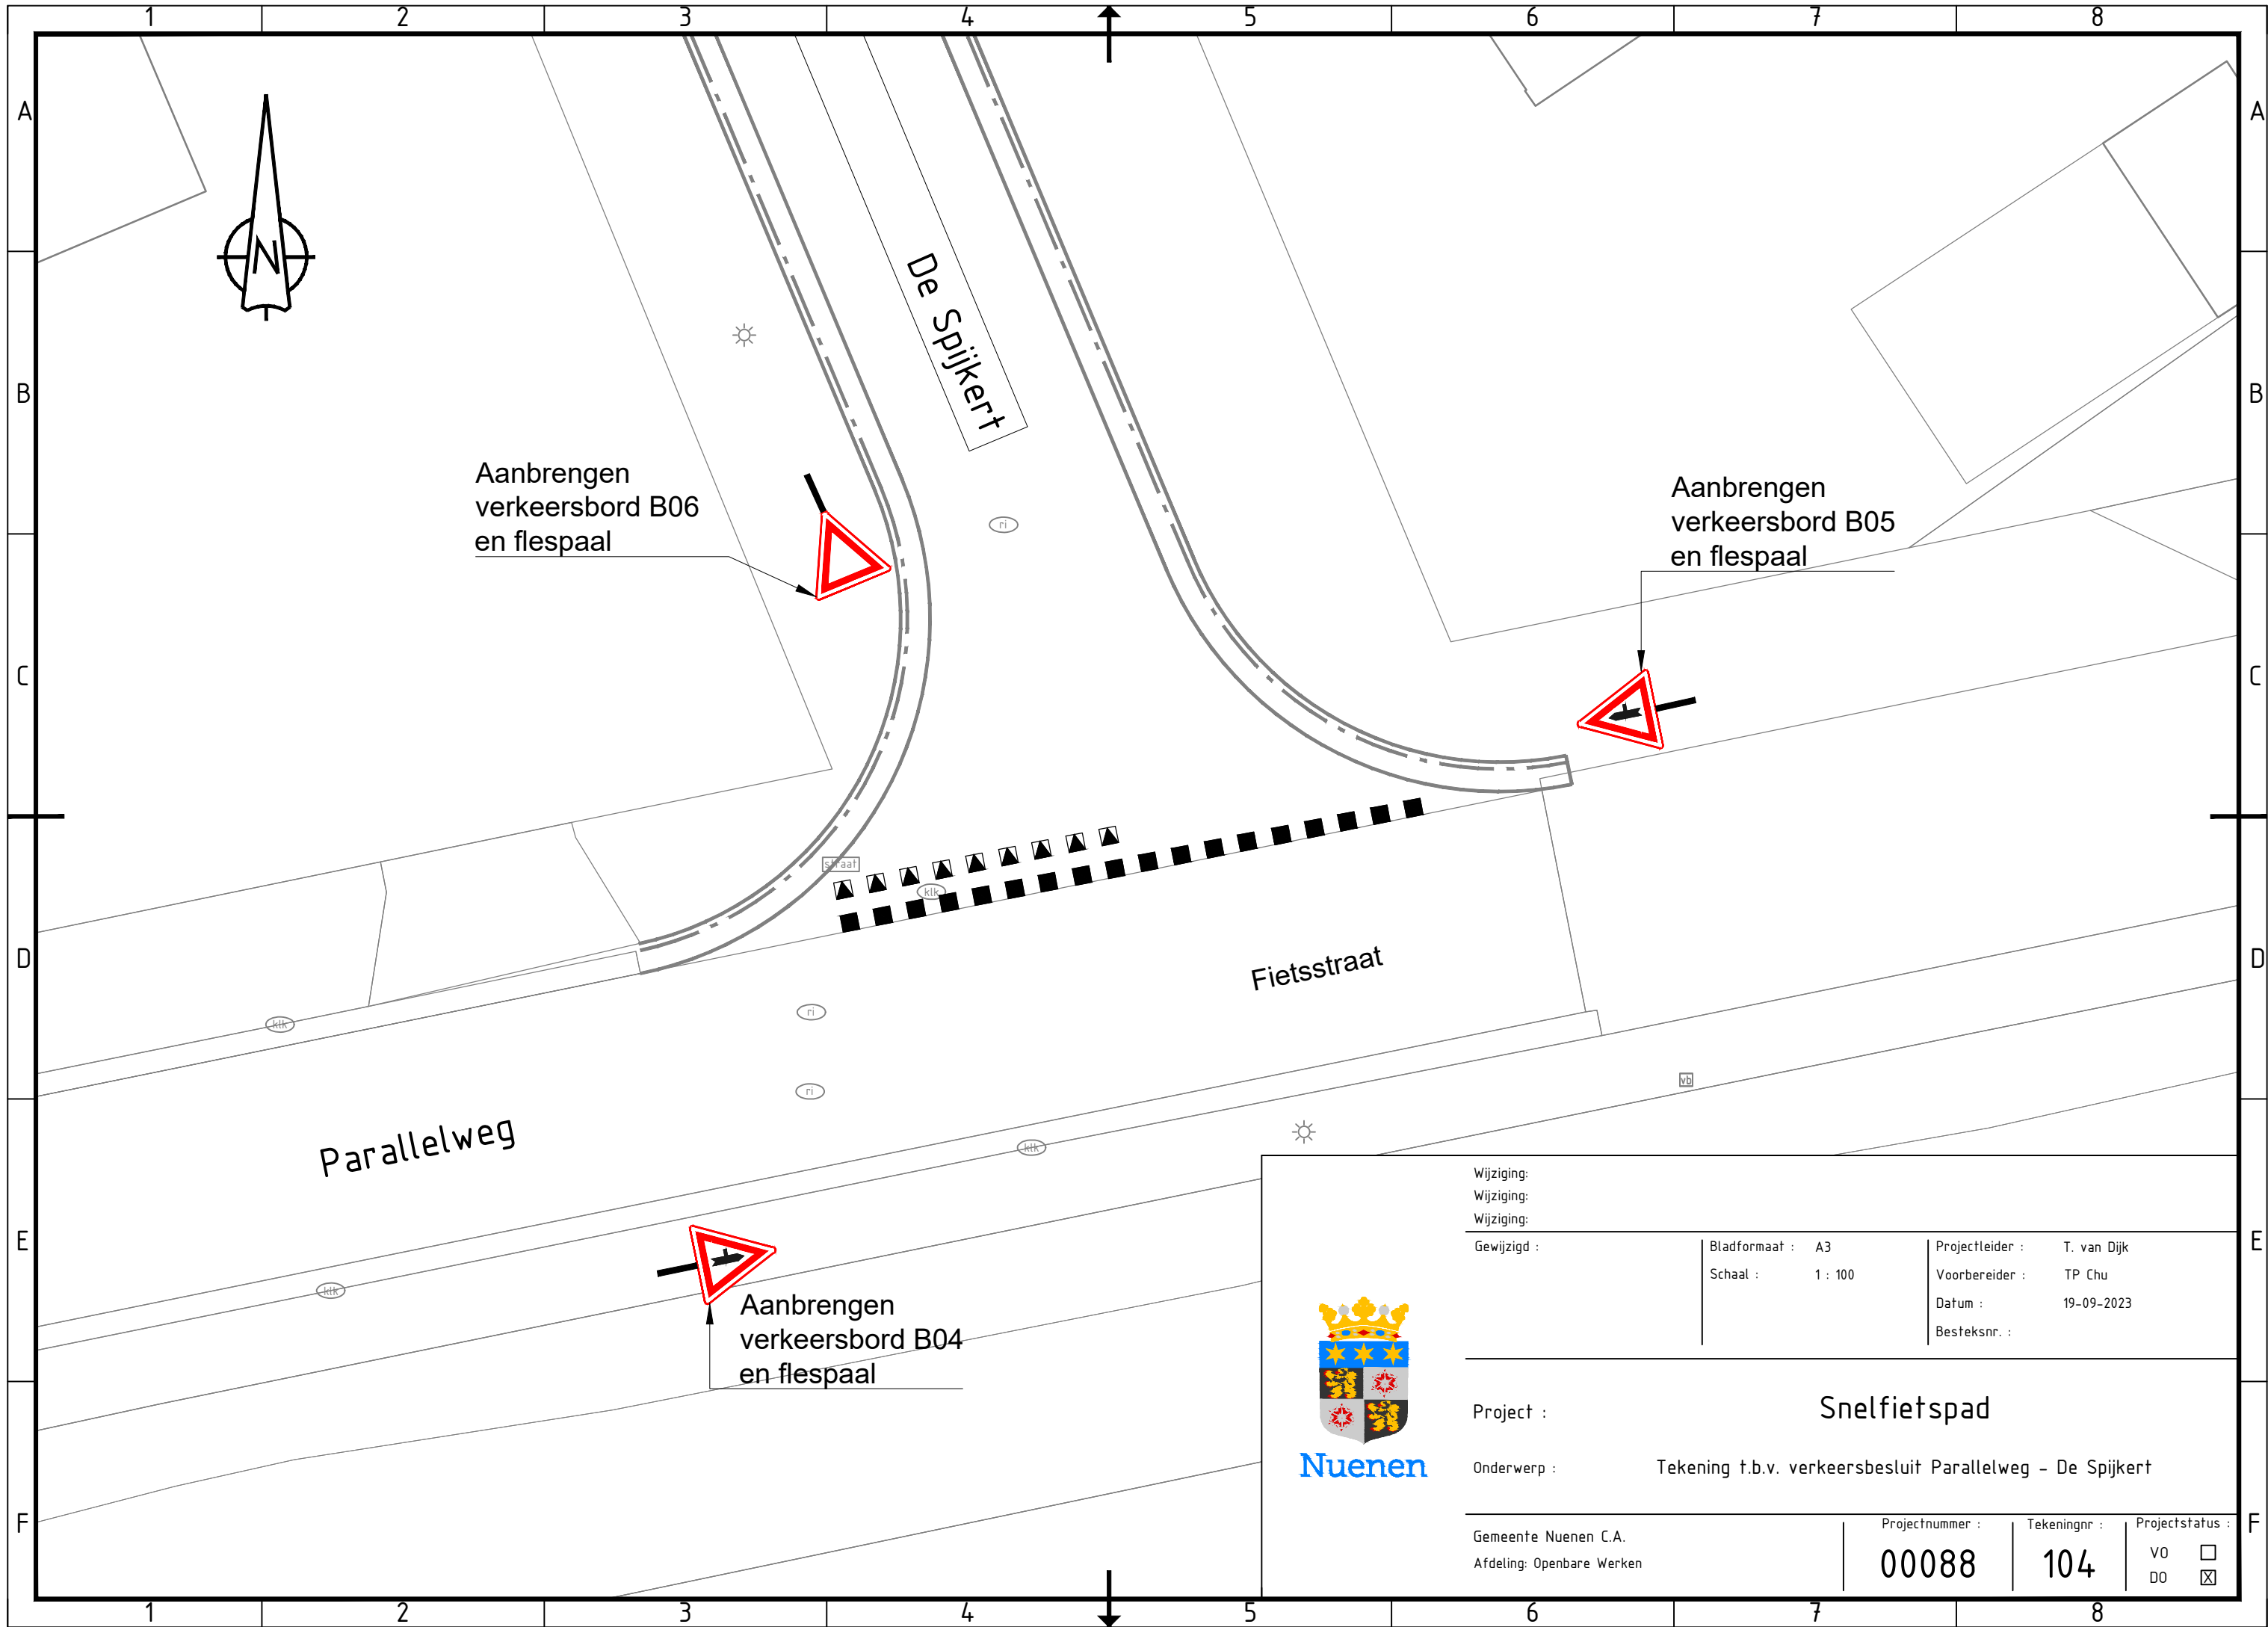 1 2 3 4 5 6 7 8
A A
N
De Spijkert
B B
Aanbrengen
verkeersbord B06
en flespaal
ri
Aanbrengen
verkeersbord B05
en flespaal
C C
straat
klk
D D
Fietsstraat
klk
ri
ri
vb
Parallelweg
klk
E E
klk
Aanbrengen
verkeersbord B04
en flespaal
Wijziging:
Wijziging:
Wijziging:
Gewijzigd :
Bladformaat : A3
Schaal : 1 : 100
Projectleider : T. van Dijk
Voorbereider : TP Chu
Datum : 19-09-2023
Besteksnr. :
Nuenen
Project : Snelfietspad
Onderwerp : Tekening t.b.v. verkeersbesluit Parallelweg - De Spijkert
F F
Gemeente Nuenen C.A.
Afdeling: Openbare Werken
Projectnummer :
00088
Tekeningnr :
104
Projectstatus :
VO
DO X
1 2 3 4 5 6 7 8